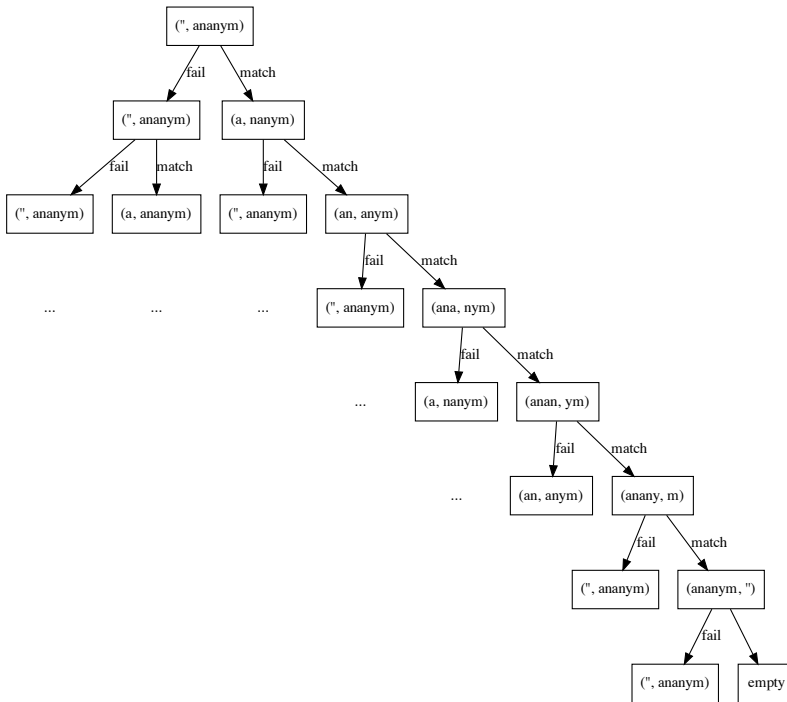 ('', ananym)
fail
match
('', ananym)
(a, nanym)
fail
match
fail
match
('', ananym)
(a, ananym)
('', ananym)
(an, anym)
fail
match
...
...
...
('', ananym)
(ana, nym)
fail
match
...
(a, nanym)
(anan, ym)
fail
match
...
(an, anym)
(anany, m)
fail
match
('', ananym)
(ananym, '')
fail
('', ananym)
empty